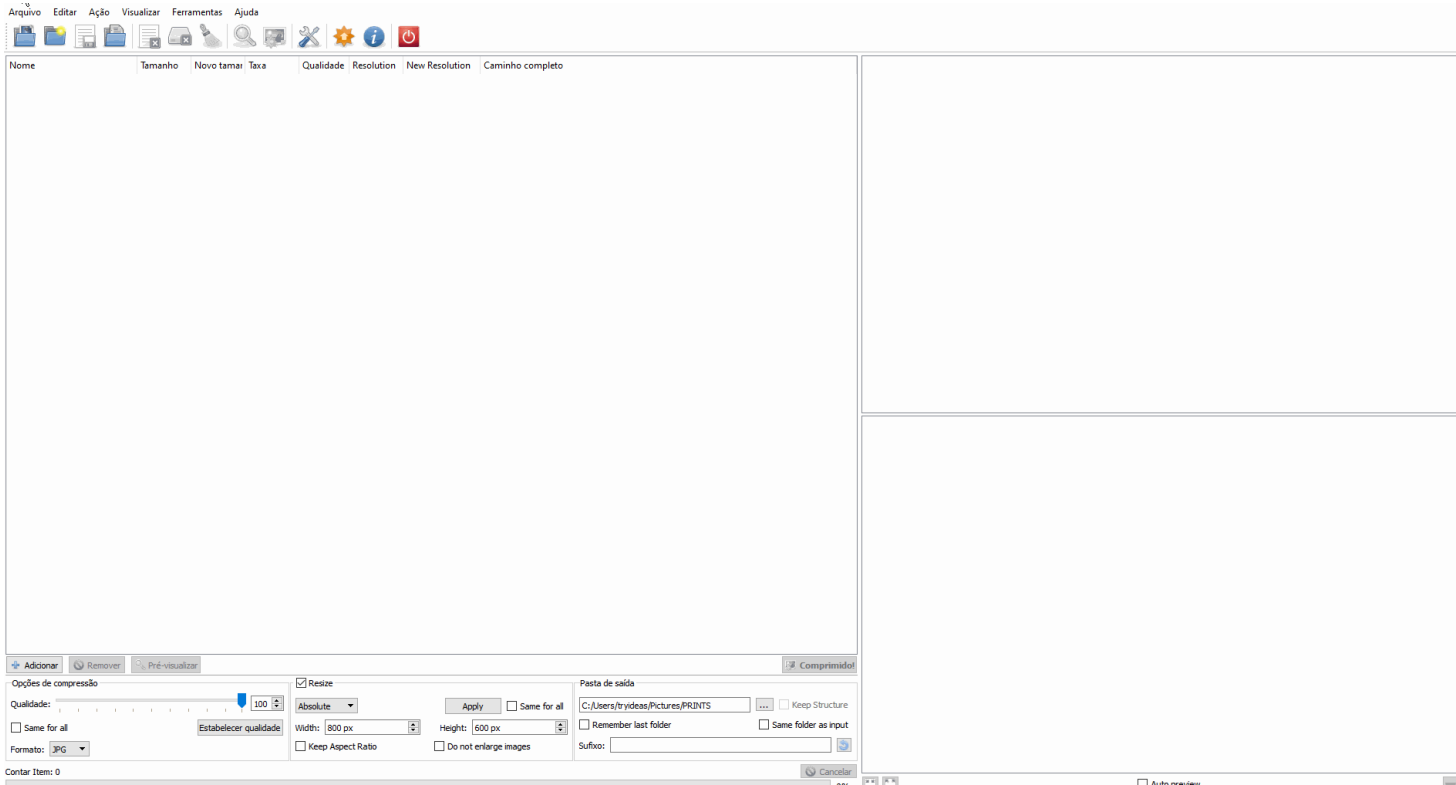 Arquivo Editar Ação Visualizar Ferramentas Ajuda
Nome Tamanho Novo tamar Taxa Qualidade Resolution New Resolution Caminho completo
Adicionar Remover Pré-visualizar Comprimido!
Opções de compressão Resize Pasta de saída
Qualidade: 100 Absolute Apply Same for all C:/Users/tryideas/Pictures/PRINTS ... Keep Structure
Same for all Estabelecer qualidade Width: 800 px Height: 600 px Remember last folder Same folder as input
Formato: JPG Keep Aspect Ratio Do not enlarge images Sufixo:
Contar Item: 0 Cancelar
0% Auto preview